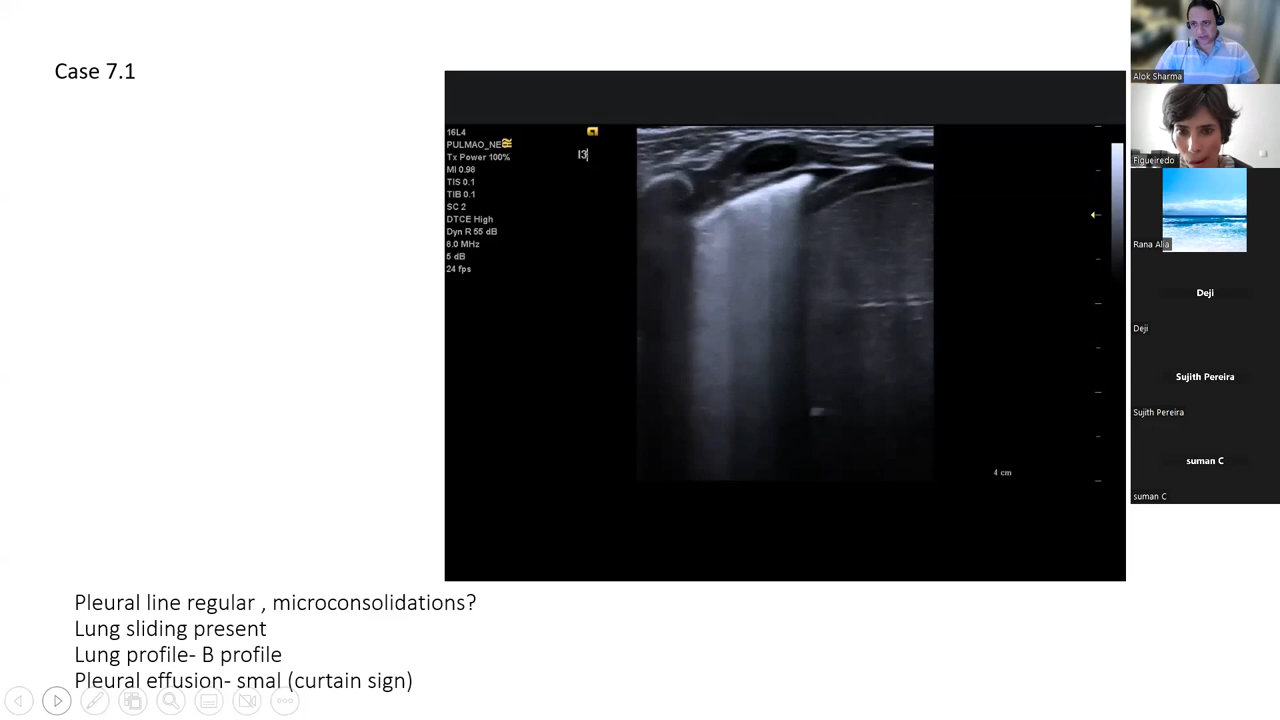 Case 7.1
16L4
PULMAO_NE
Tx Power 100%
MI 0.98
TIS 0.1
TIB 0.1
SC 2
DTCE High
Dyn R 55 dB
8.0 MHz
5 dB
24 fps
I3
4 cm
Pleural line regular , microconsolidations?
Lung sliding present
Lung profile- B profile
Pleural effusion- smal (curtain sign)
Alok Sharma
Figueiredo
Rana Alia
Deji
Deji
Sujith Pereira
Sujith Pereira
suman C
suman C